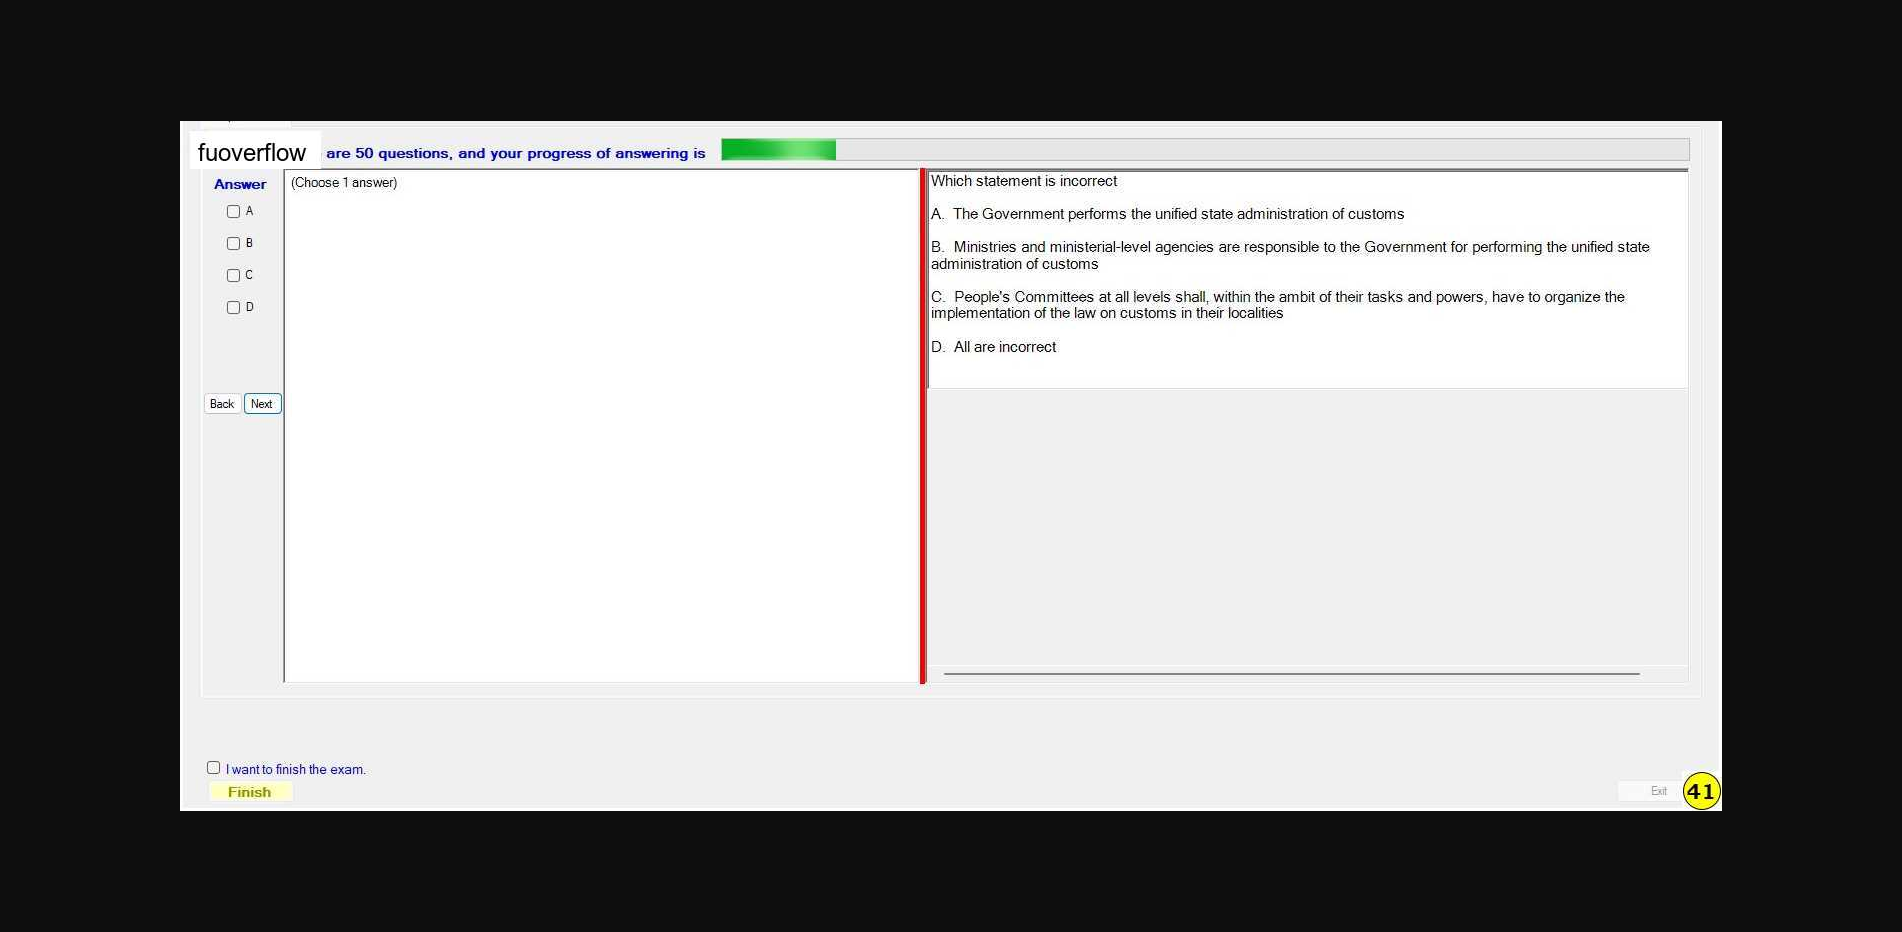 fuoverflow are 50 questions, and your progress of answering is
Answer
(Choose 1 answer)
A
B
C
D
Back Next
Which statement is incorrect
A. The Government performs the unified state administration of customs
B. Ministries and ministerial-level agencies are responsible to the Government for performing the unified state
administration of customs
C. People's Committees at all levels shall, within the ambit of their tasks and powers, have to organize the
implementation of the law on customs in their localities
D. All are incorrect
I want to finish the exam.
Finish
Exit
41